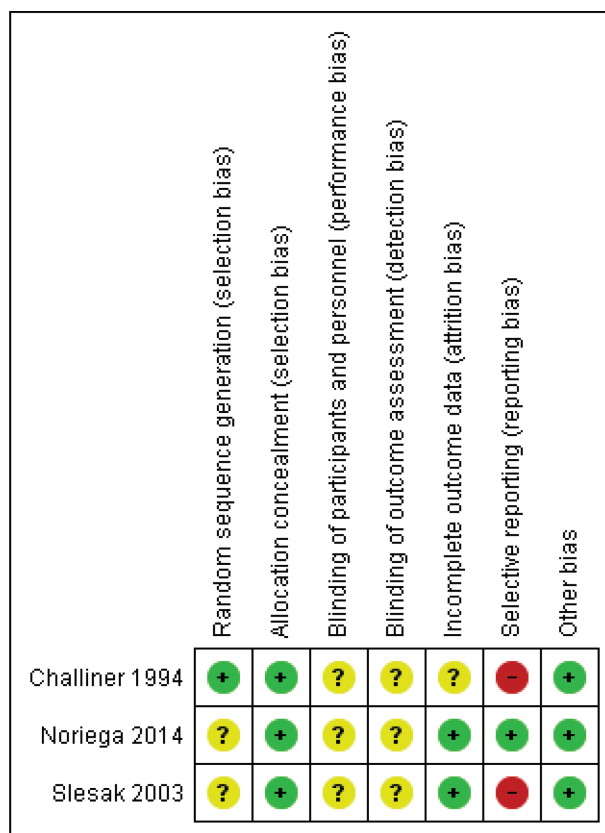 Random sequence generation (selection bias)
Allocation concealment (selection bias)
Blinding of participants and personnel (performance bias)
Blinding of outcome assessment (detection bias)
Incomplete outcome data (attrition bias)
Selective reporting (reporting bias)
Other bias
Challiner 1994 + + ? ? ? - +
Noriega 2014 ? + ? ? + + +
Slesak 2003 ? + ? ? + - +